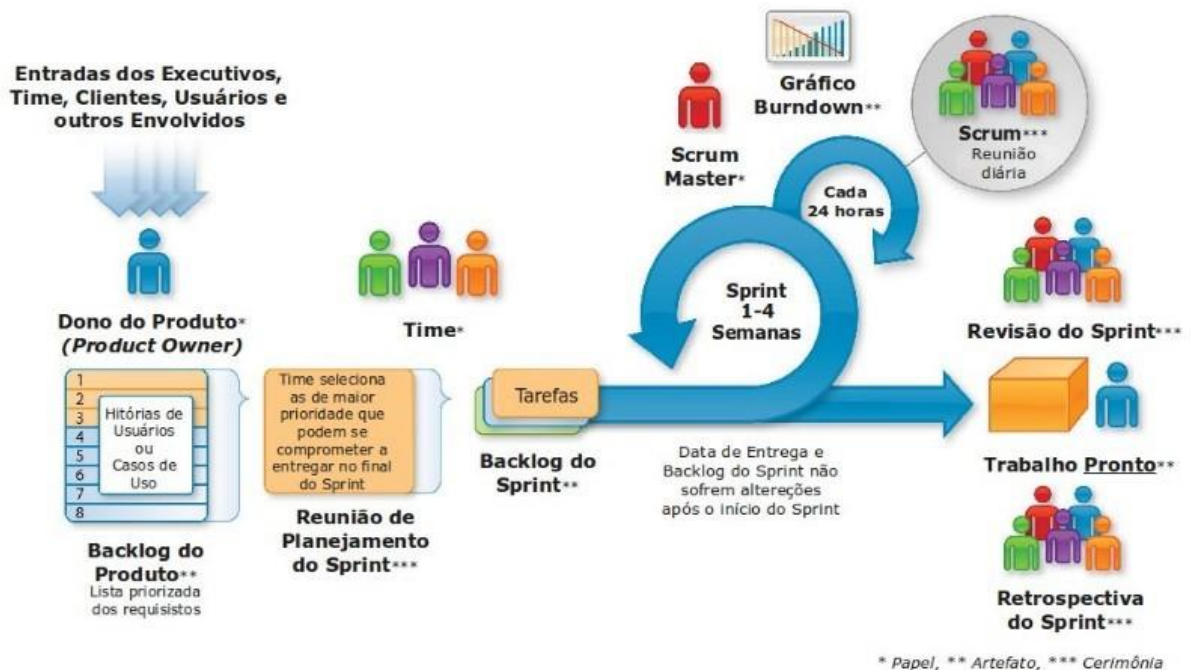 Entradas dos Executivos,
Time, Clientes, Usuários e
outros Envolvidos
Dono do Produto*
(Product Owner)
1
2
3
4
5
6
7
8
Hitórias de
Usuários
ou
Casos de
Uso
Backlog do
Produto**
Lista priorizada
dos requisistos
Time*
Time seleciona
as de maior
prioridade que
podem se
comprometer a
entregar no final
do Sprint
Reunião de
Planejamento
do Sprint***
Tarefas
Backlog do
Sprint**
Scrum
Master*
Gráfico
Burndown**
Cada
24 horas
Scrum***
Reunião
diária
Sprint
1-4
Semanas
Data de Entrega e
Backlog do Sprint não
sofrem altereções
após o início do Sprint
Revisão do Sprint***
Trabalho Pronto**
Retrospectiva
do Sprint***
* Papel, ** Artefato, *** Cerimônia